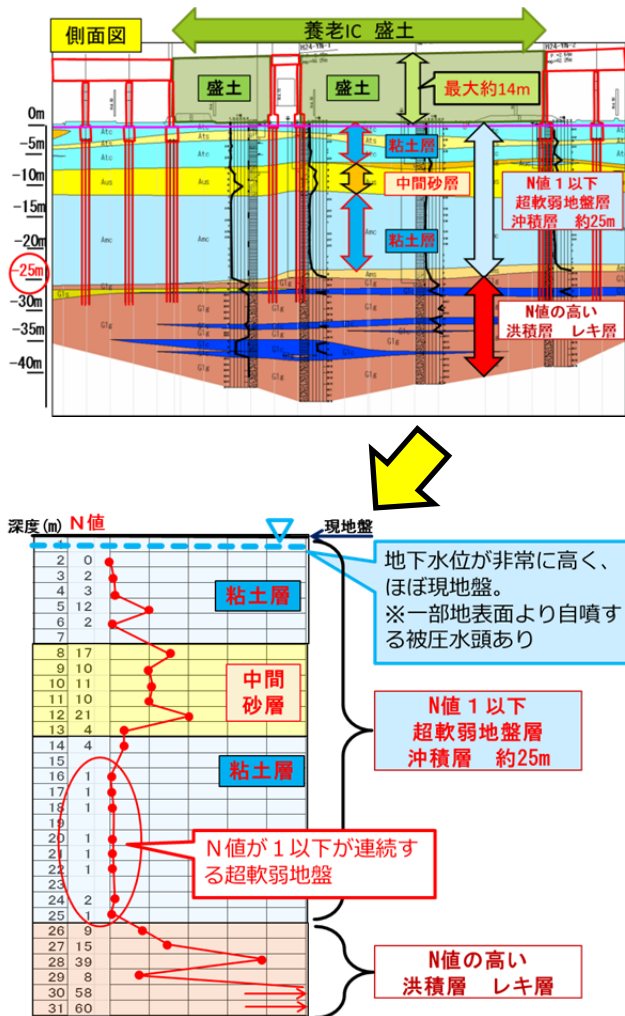 側面図
養老IC 盛土
H24-YN-2
盛土
盛土
最大約14m
0m
-5m
-10m
-15m
-20m
-25m
-30m
-35m
-40m
Atc
Ats
Atc
Aus
Amc
Amc
Ams
粘土層
中間砂層
粘土層
N値1以下
超軟弱地盤層
沖積層 約25m
N値の高い
洪積層 レキ層
深度(m) N値
現地盤
1
2 0
3 2
4 3
5 12
6 2
7
8 17
9 10
10 11
11 10
12 21
13 4
14 4
15
16 1
17 1
18 1
19
20 1
21 1
22 1
24 2
25 1
26 9
27 15
28 39
29 8
30 58
31 60
粘土層
中間
砂層
粘土層
地下水位が非常に高く、
ほぼ現地盤。
※一部地表面より自噴す
る被圧水頭あり
N値1以下
超軟弱地盤層
沖積層 約25m
N値が1以下が連続す
る超軟弱地盤
N値の高い
洪積層 レキ層